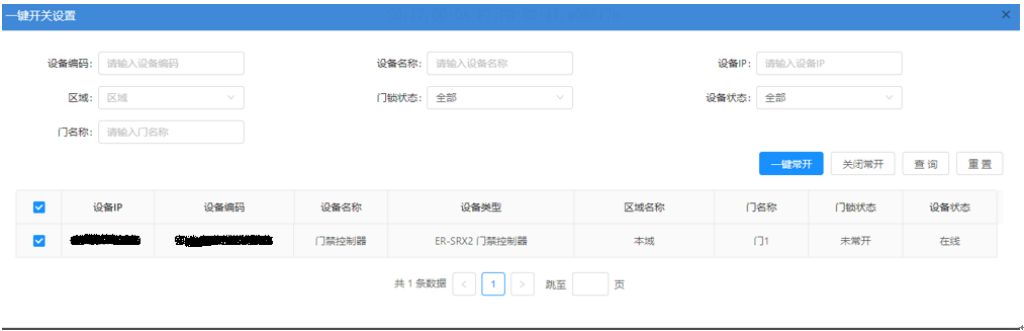 一键开关设置
设备编码： 请输入设备编码 设备名称： 请输入设备名称 设备IP： 请输入设备IP
区域： 区域 门锁状态： 全部 设备状态： 全部
门名称： 请输入门名称
一键常开 关闭常开 查询 重置
设备IP 设备编码 设备名称 设备类型 区域名称 门名称 门锁状态 设备状态
门禁控制器 ER-SRX2 门禁控制器 本域 门1 未常开 在线
共 1 条数据 < 1 > 跳至 页